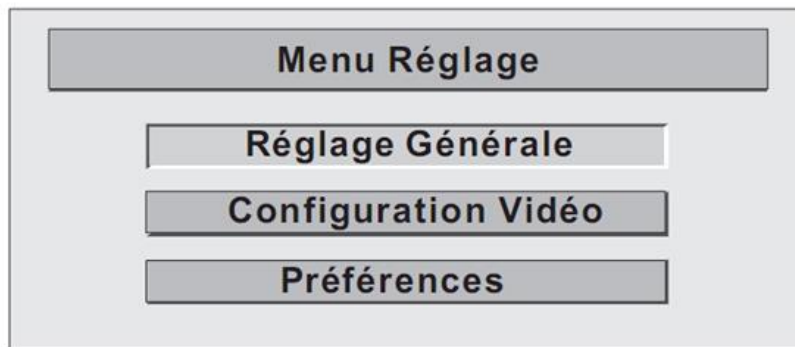 Menu Réglage
Réglage Générale
Configuration Vidéo
Préférences